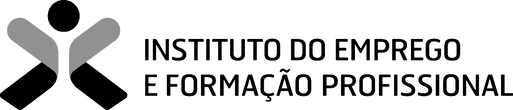 INSTITUTO DO EMPREGO
E FORMAÇÃO PROFISSIONAL